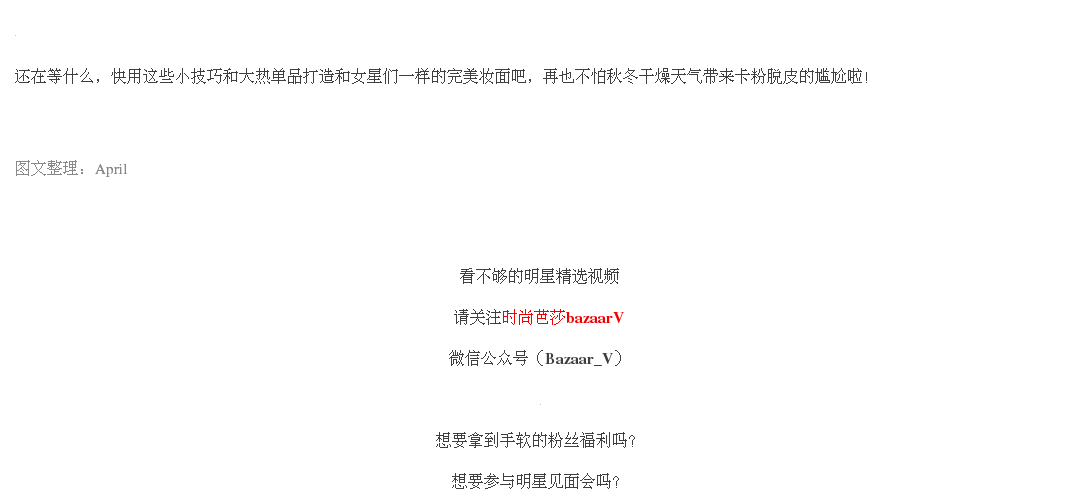 还在等什么，快用这些小技巧和大热单品打造和女星们一样的完美妆面吧，再也不怕秋冬干燥天气带来卡粉脱皮的尴尬啦！
图文整理：April
看不够的明星精选视频
请关注时尚芭莎bazaarV
微信公众号（Bazaar_V）
想要拿到手软的粉丝福利吗？
想要参与明星见面会吗？